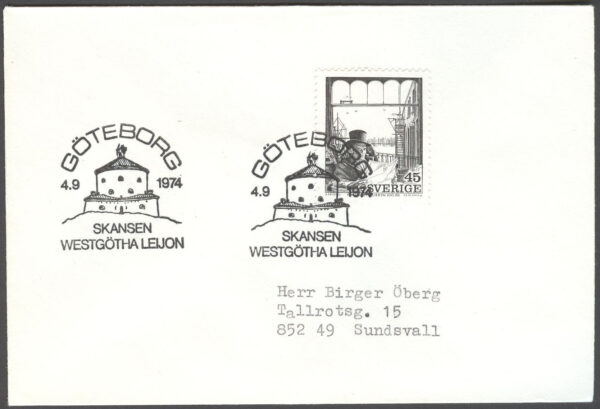 GÖTEBORG
4.9 1974
SKANSEN
WESTGÖTHA LEIJON
GÖTEBORG
4.9 1974
SKANSEN
WESTGÖTHA LEIJON
45
SVERIGE
Herr Birger Öberg
Tallrotsg. 15
852 49 Sundsvall